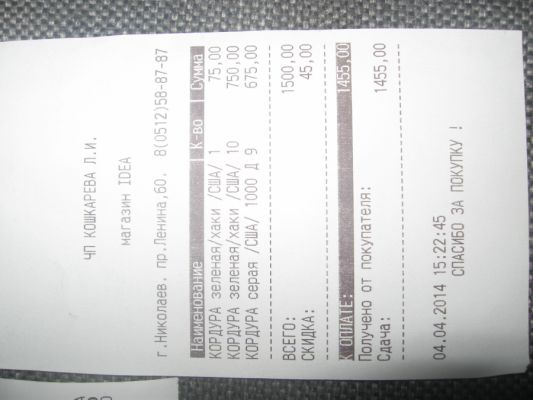 ЧП КОШКАРЕВА Л.И.
магазин IDEA
г.Николаев. пр.Ленина,60. 8(0512)58-87-87
Наименование К-во Сумма
КОРДУРА зеленая/хаки /США/ 1 75,00
КОРДУРА зеленая/хаки /США/ 10 750,00
КОРДУРА серая /США/ 1000 Д 9 675,00
ВСЕГО: 1500,00
СКИДКА: 45,00
К ОПЛАТЕ: 1455,00
Получено от покупателя: 1455,00
Сдача:
04.04.2014 15:22:45
СПАСИБО ЗА ПОКУПКУ !